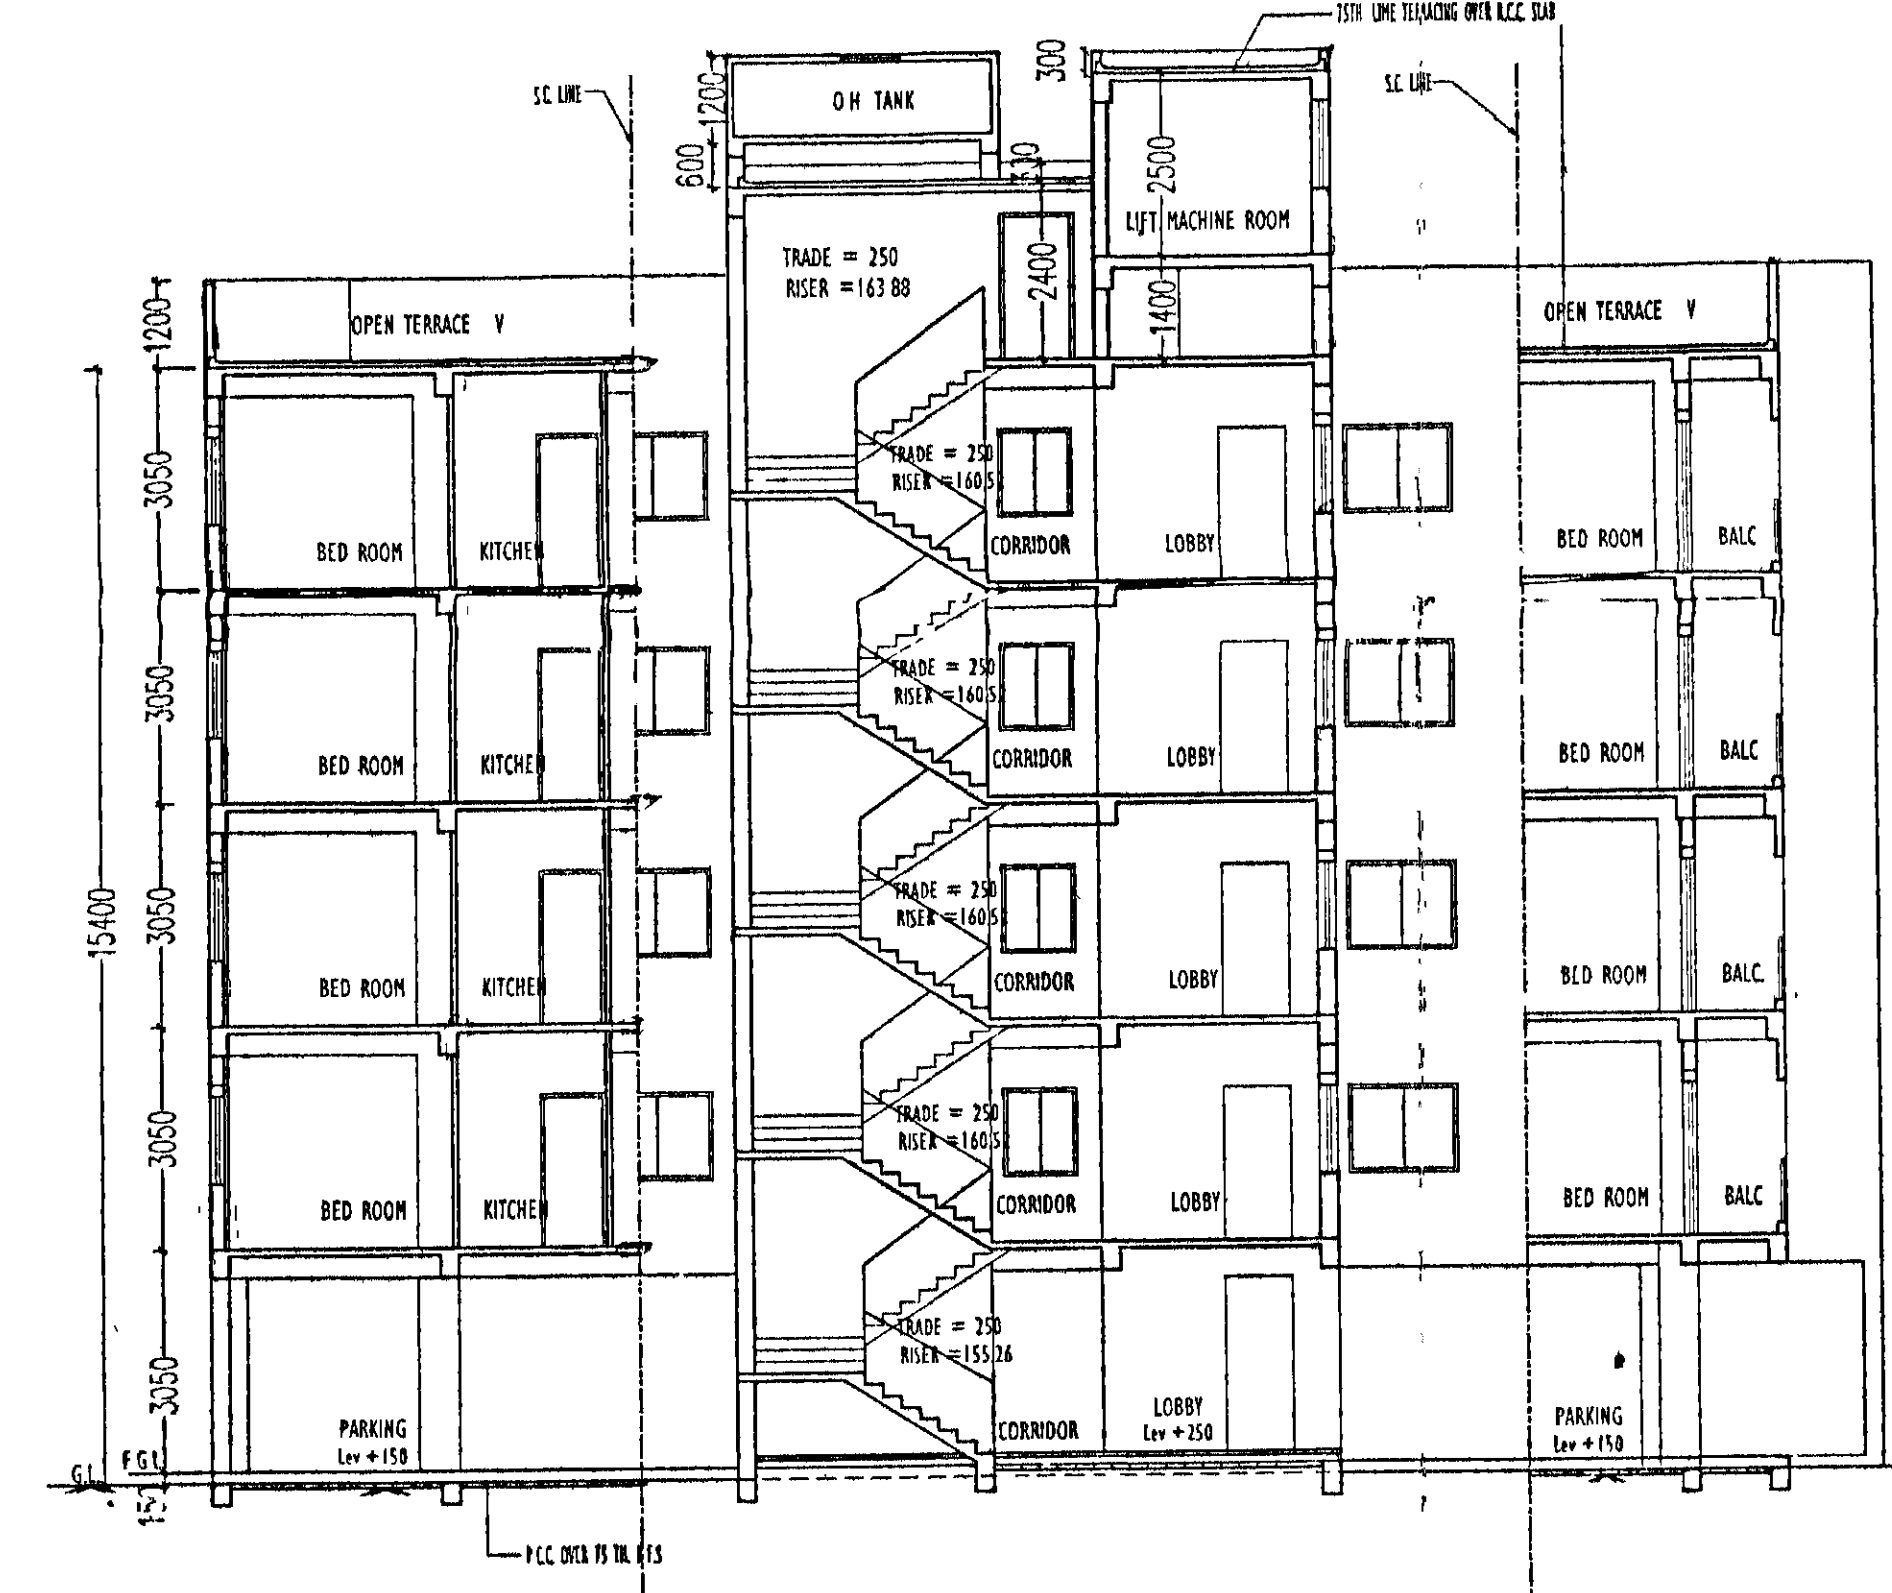 75TH LIME TERRACING OVER R.C.C. SLAB
S.C. LINE
1200
O H TANK
300
S.C. LINE
600
300
2500
LIFT MACHINE ROOM
TRADE = 250
RISER =163 88
2400
1200
OPEN TERRACE V
1400
OPEN TERRACE V
3050
TRADE = 250
RISER =160.5
BED ROOM
KITCHEN
CORRIDOR
LOBBY
BED ROOM
BALC
3050
TRADE = 250
RISER =160.5
BED ROOM
KITCHEN
CORRIDOR
LOBBY
BED ROOM
BALC
15400
3050
TRADE = 250
RISER =160.5
BED ROOM
KITCHEN
CORRIDOR
LOBBY
BED ROOM
BALC.
3050
TRADE = 250
RISER =160.5
BED ROOM
KITCHEN
CORRIDOR
LOBBY
BED ROOM
BALC
3050
TRADE = 250
RISER =155.26
PARKING
Lev +150
CORRIDOR
LOBBY
Lev +250
PARKING
Lev +150
F G L
G.L.
P.C.C. OVER 75